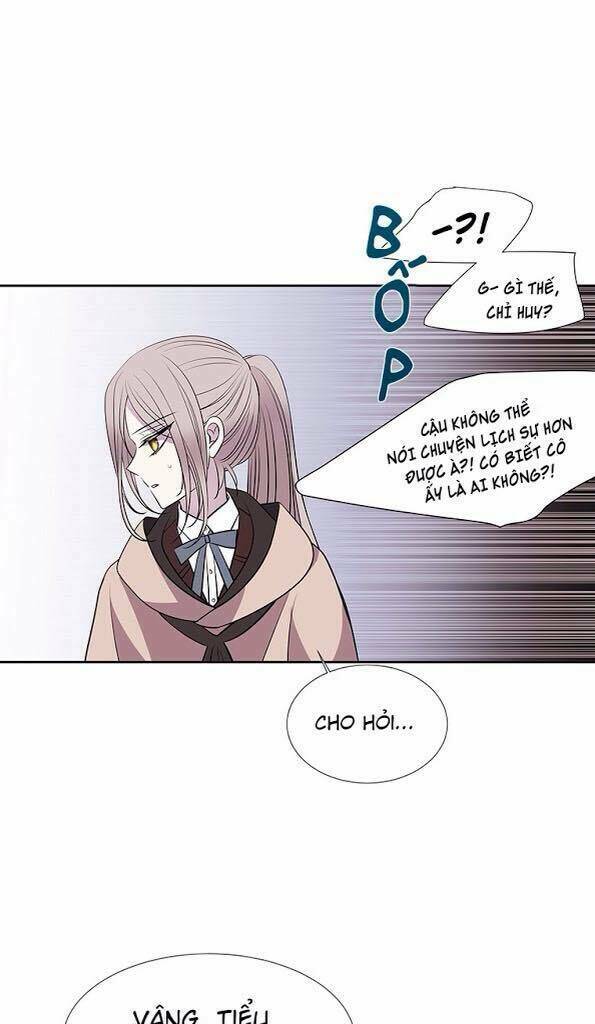 BỐP
-?!
G- GÌ THẾ,
CHỈ HUY?
CẬU KHÔNG THỂ
NÓI CHUYỆN LỊCH SỰ HƠN
ĐƯỢC À?! CÓ BIẾT CÔ
ẤY LÀ AI KHÔNG?!
CHO HỎI...
VÂNG, TIỂU